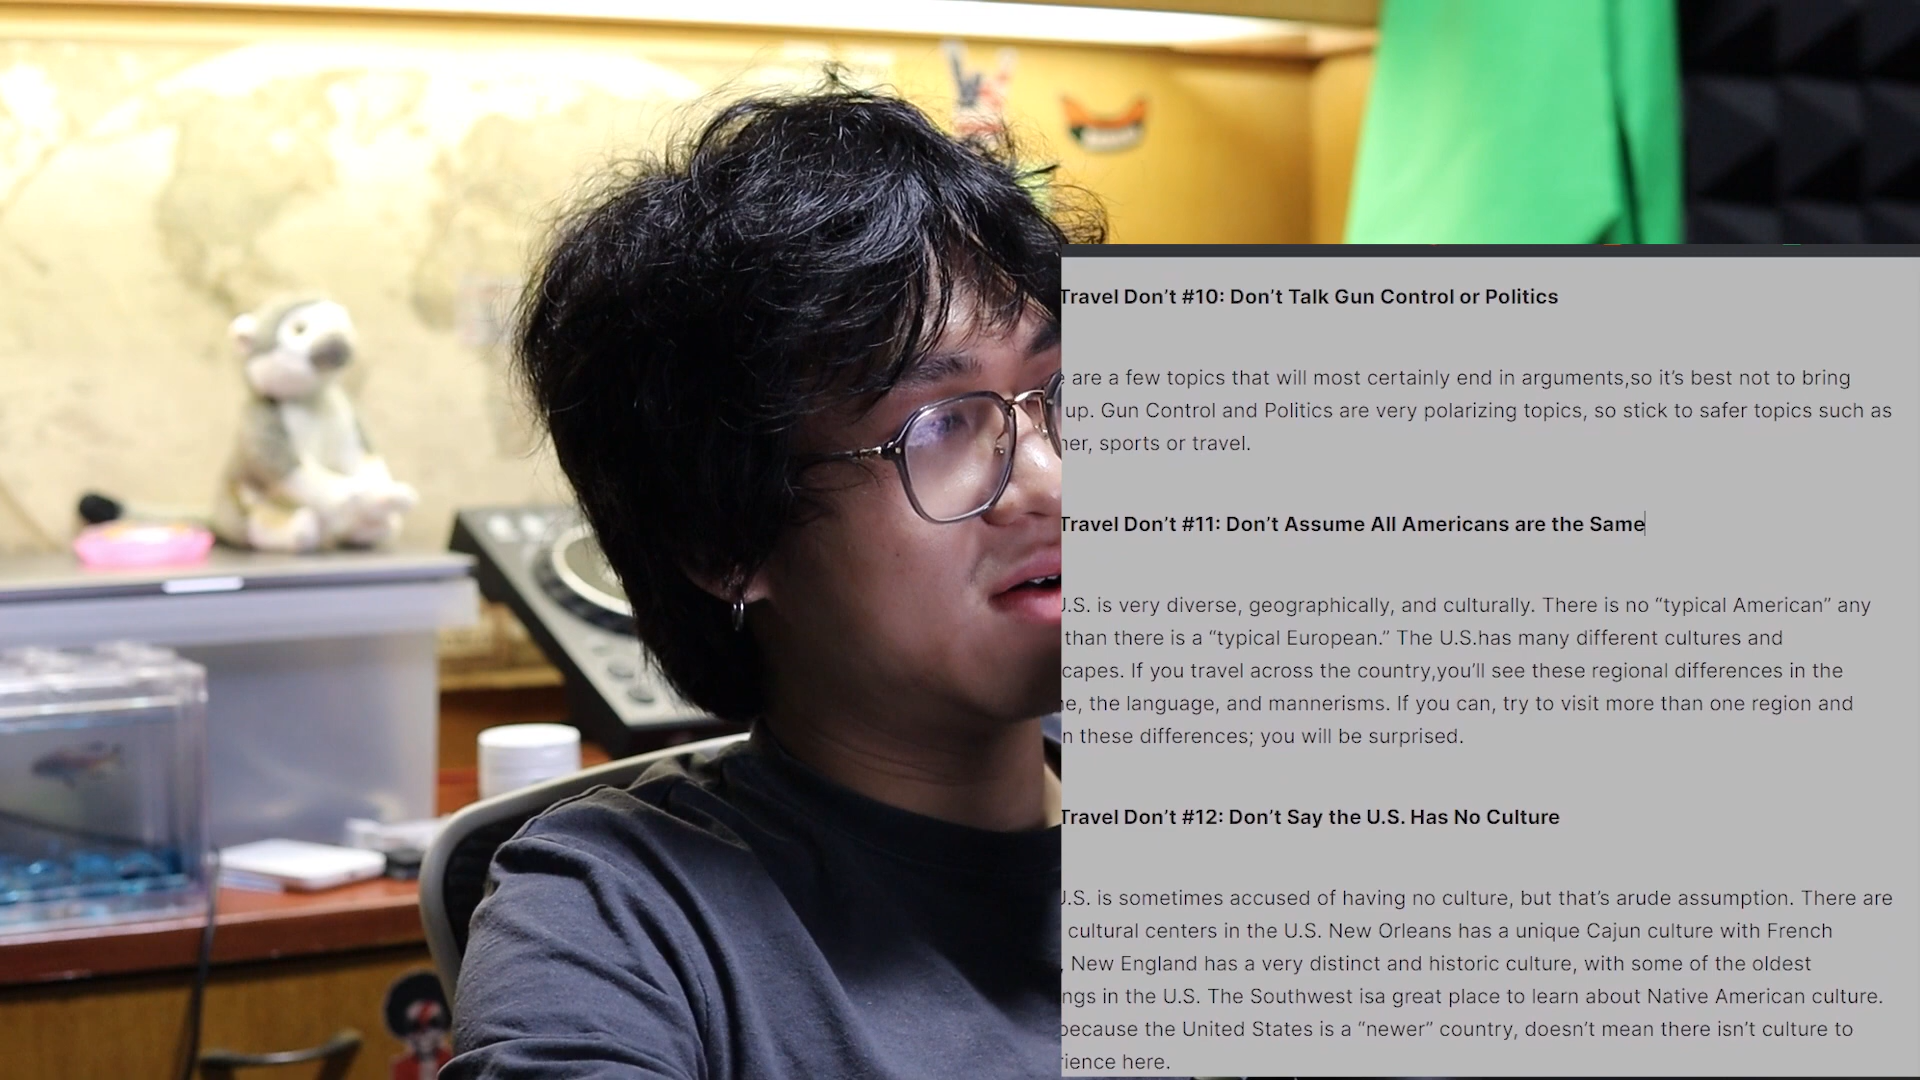 Travel Don’t #10: Don’t Talk Gun Control or Politics
are a few topics that will most certainly end in arguments,so it’s best not to bring
up. Gun Control and Politics are very polarizing topics, so stick to safer topics such as
her, sports or travel.
Travel Don’t #11: Don’t Assume All Americans are the Same
U.S. is very diverse, geographically, and culturally. There is no “typical American” any
than there is a “typical European.” The U.S.has many different cultures and
capes. If you travel across the country,you’ll see these regional differences in the
e, the language, and mannerisms. If you can, try to visit more than one region and
n these differences; you will be surprised.
Travel Don’t #12: Don’t Say the U.S. Has No Culture
U.S. is sometimes accused of having no culture, but that’s arude assumption. There are
cultural centers in the U.S. New Orleans has a unique Cajun culture with French
, New England has a very distinct and historic culture, with some of the oldest
ngs in the U.S. The Southwest isa great place to learn about Native American culture.
because the United States is a “newer” country, doesn’t mean there isn’t culture to
rience here.